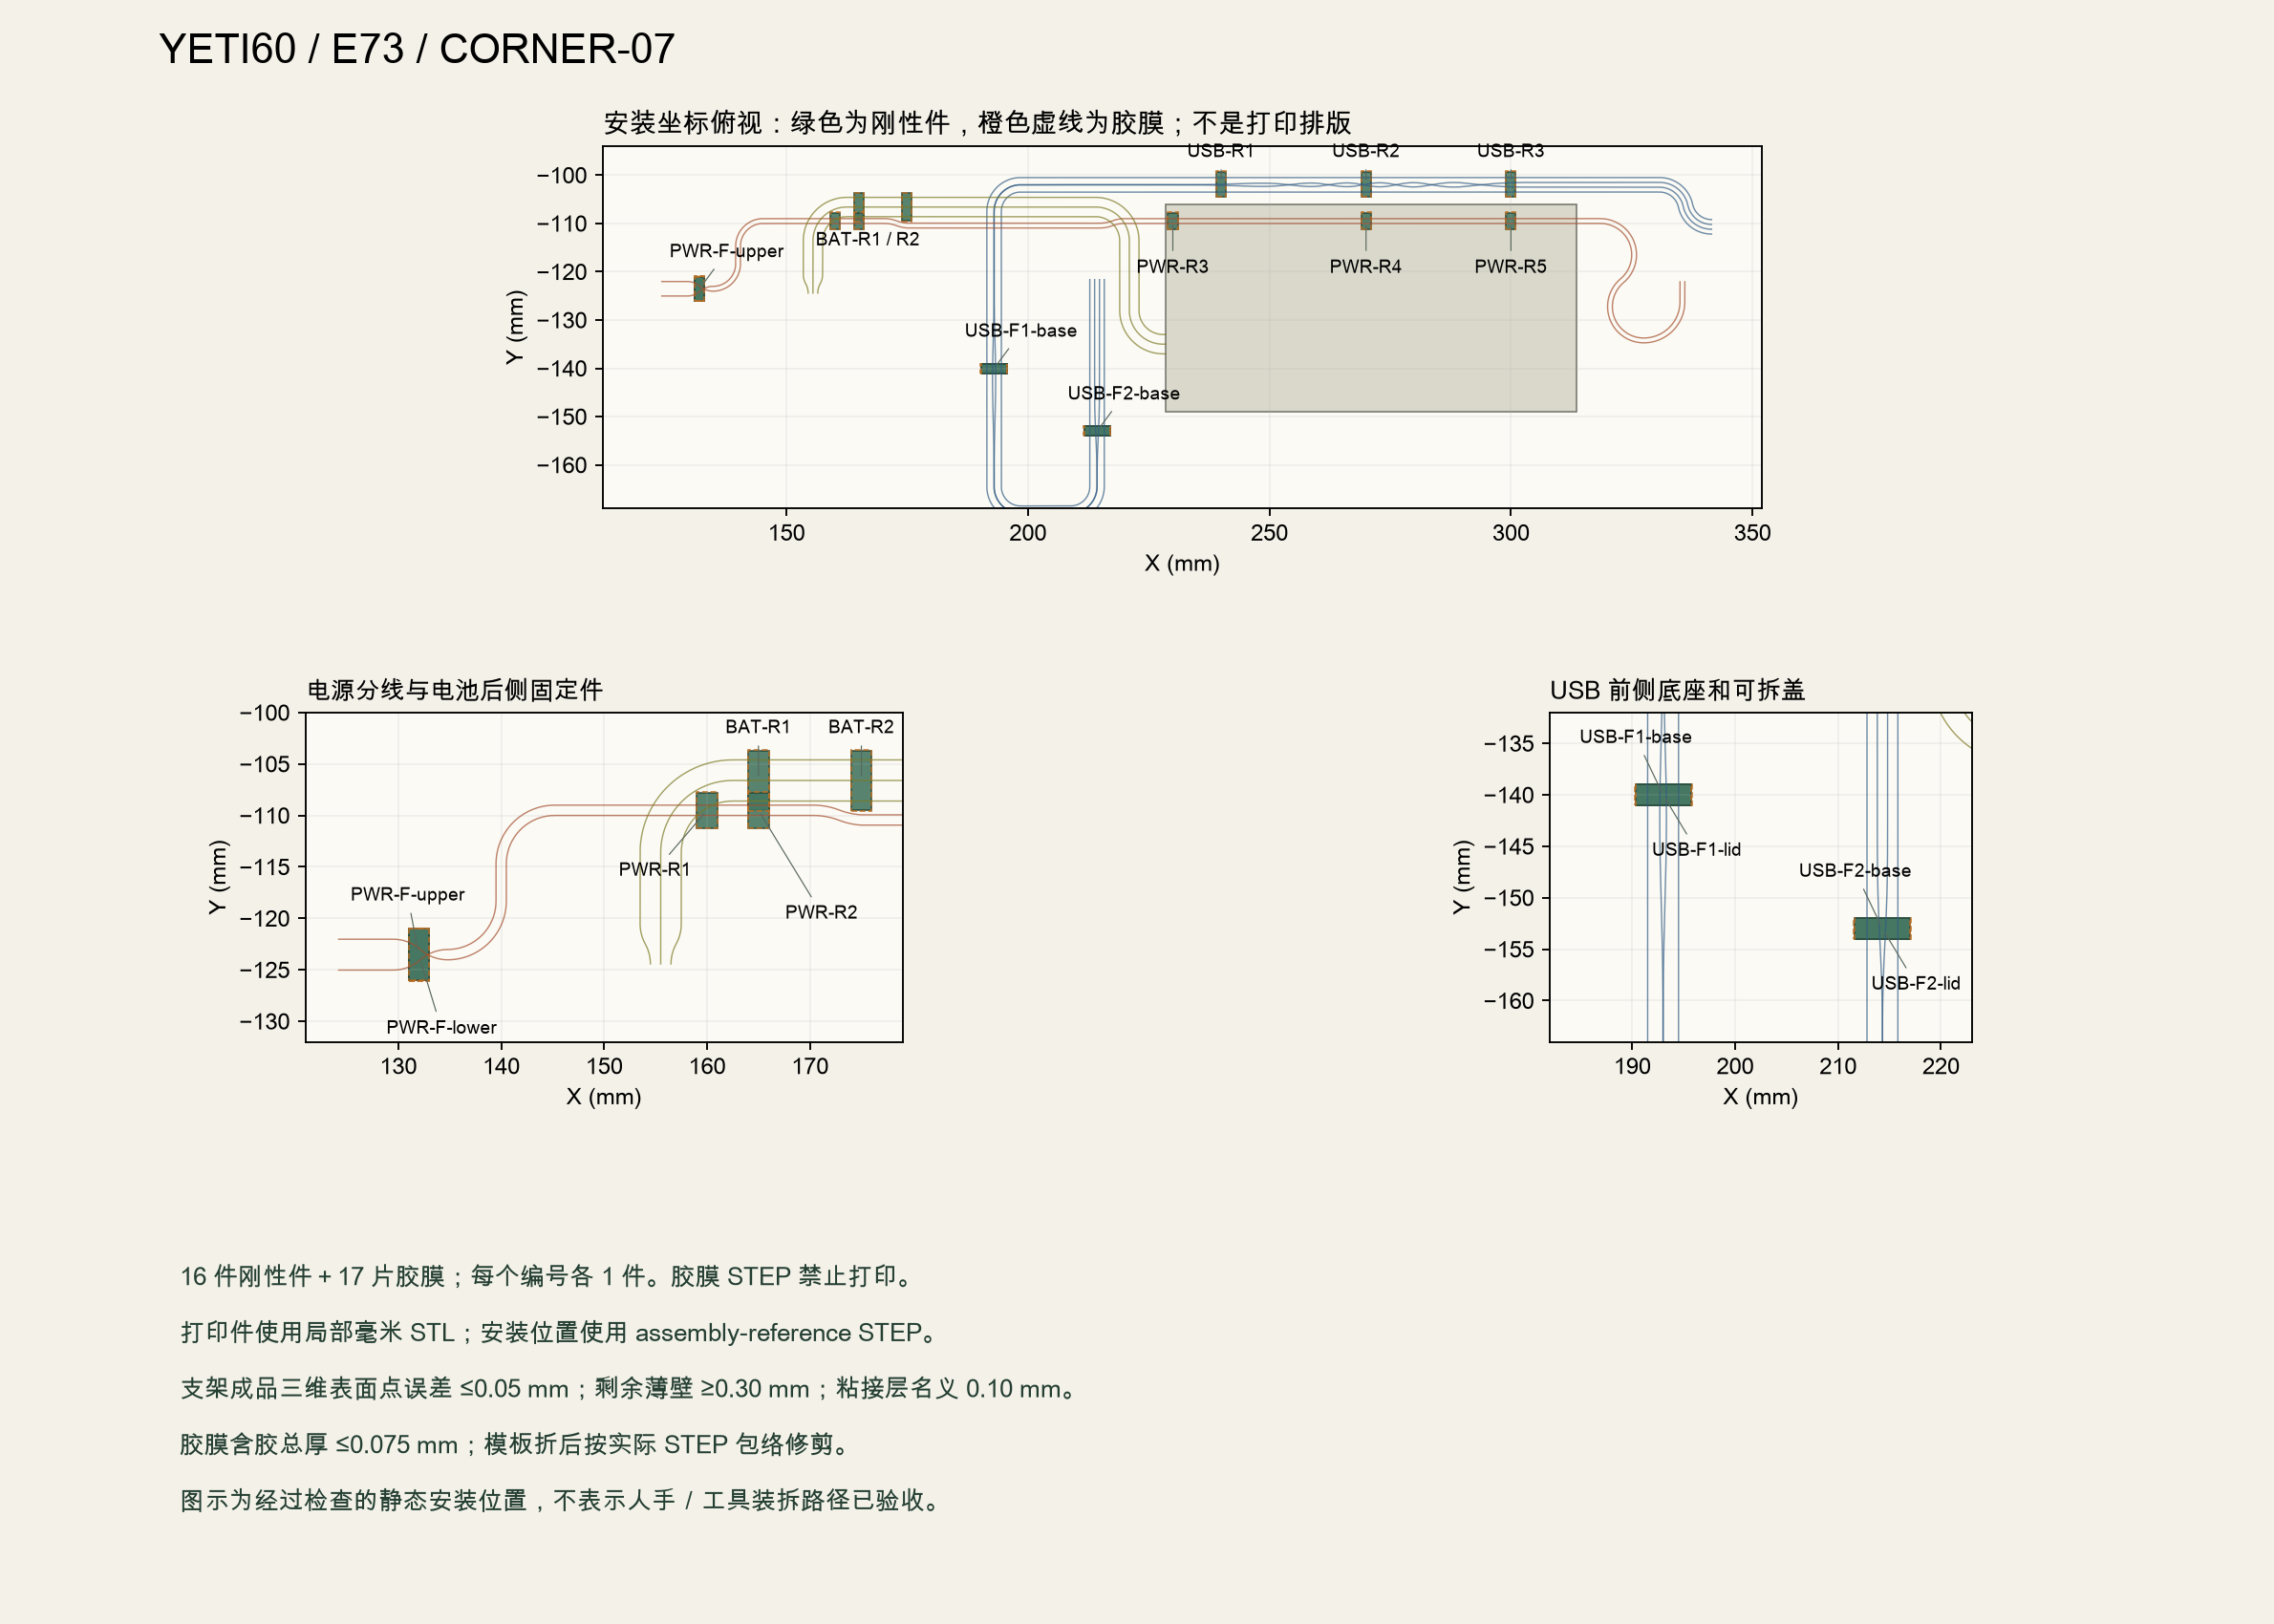 YETI60 / E73 / CORNER-07
安装坐标俯视：绿色为刚性件，橙色虚线为胶膜；不是打印排版
USB-R1
USB-R2
USB-R3
−100
−110
−120
−130
−140
−150
−160
Y (mm)
BAT-R1 / R2
PWR-F-upper
PWR-R3
PWR-R4
PWR-R5
USB-F1-base
USB-F2-base
150
200
250
300
350
X (mm)
电源分线与电池后侧固定件
−100
−105
−110
−115
−120
−125
−130
Y (mm)
BAT-R1
BAT-R2
PWR-R1
PWR-F-upper
PWR-R2
PWR-F-lower
130
140
150
160
170
X (mm)
USB 前侧底座和可拆盖
−135
−140
−145
−150
−155
−160
Y (mm)
USB-F1-base
USB-F1-lid
USB-F2-base
USB-F2-lid
190
200
210
220
X (mm)
16 件刚性件 + 17 片胶膜；每个编号各 1 件。胶膜 STEP 禁止打印。
打印件使用局部毫米 STL；安装位置使用 assembly-reference STEP。
支架成品三维表面点误差 ≤0.05 mm；剩余薄壁 ≥0.30 mm；粘接层名义 0.10 mm。
胶膜含胶总厚 ≤0.075 mm；模板折后按实际 STEP 包络修剪。
图示为经过检查的静态安装位置，不表示人手 / 工具装拆路径已验收。